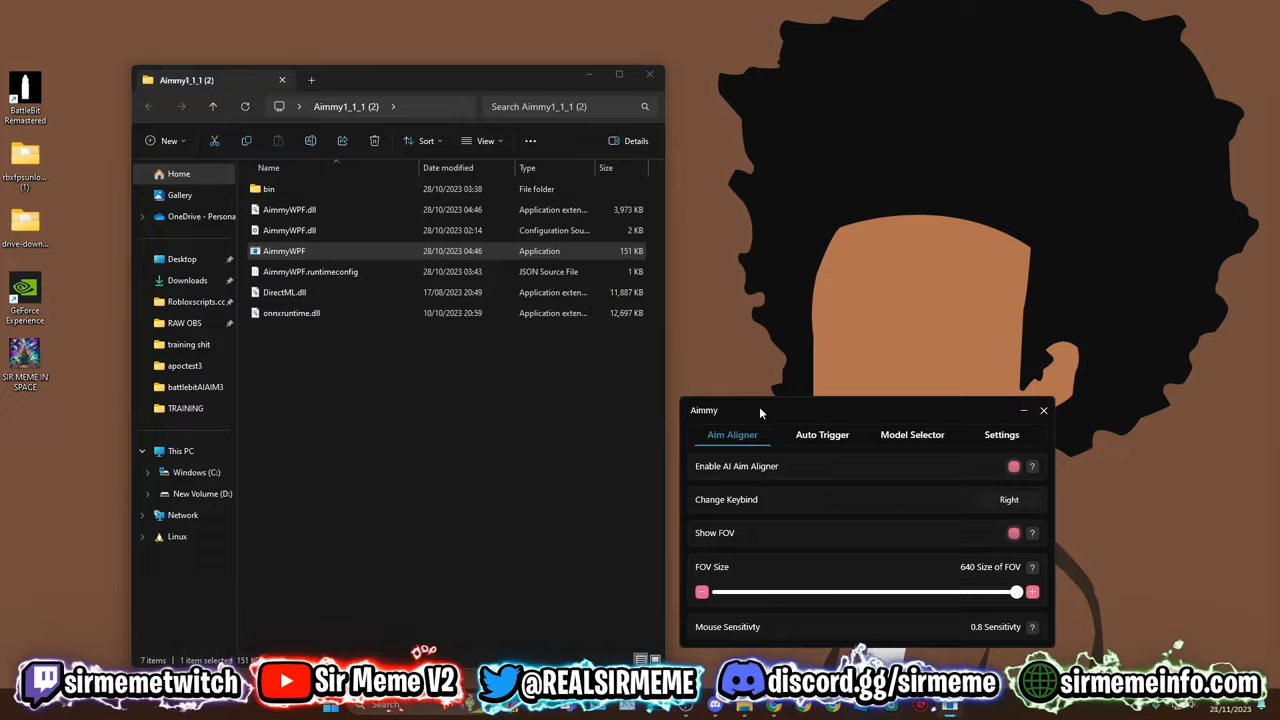 BattleBit
Remastered
rbxfpsunlo...
(1)
drive-down...
GeForce
Experience
SIR MEME IN
SPACE
Aimmy1_1_1 (2)
Aimmy1_1_1 (2)
Search Aimmy1_1_1 (2)
New
Sort
View
Details
Name
Date modified
Type
Size
Home
Gallery
OneDrive - Persona
Desktop
Downloads
Robloxscripts.cc
RAW OBS
training shit
apoctest3
battlebitAIAIM3
TRAINING
This PC
Windows (C:)
New Volume (D:)
Network
Linux
bin 28/10/2023 03:38 File folder
AimmyWPF.dll 28/10/2023 04:46 Application exten... 3,973 KB
AimmyWPF.dll 28/10/2023 02:14 Configuration Sou... 2 KB
AimmyWPF 28/10/2023 04:46 Application 151 KB
AimmyWPF.runtimeconfig 28/10/2023 03:43 JSON Source File 1 KB
DirectML.dll 17/08/2023 20:49 Application exten... 11,887 KB
onnxruntime.dll 10/10/2023 20:59 Application exten... 12,697 KB
7 items 1 item selected 151 K
Aimmy
Aim Aligner
Auto Trigger
Model Selector
Settings
Enable AI Aim Aligner ?
Change Keybind Right
Show FOV ?
FOV Size 640 Size of FOV ?
Mouse Sensitivty 0.8 Sensitivty ?
sirmemetwitch
Sir Meme V2
@REALSIRMEME
discord.gg/sirmeme
sirmemeinfo.com
Search
21/11/2023